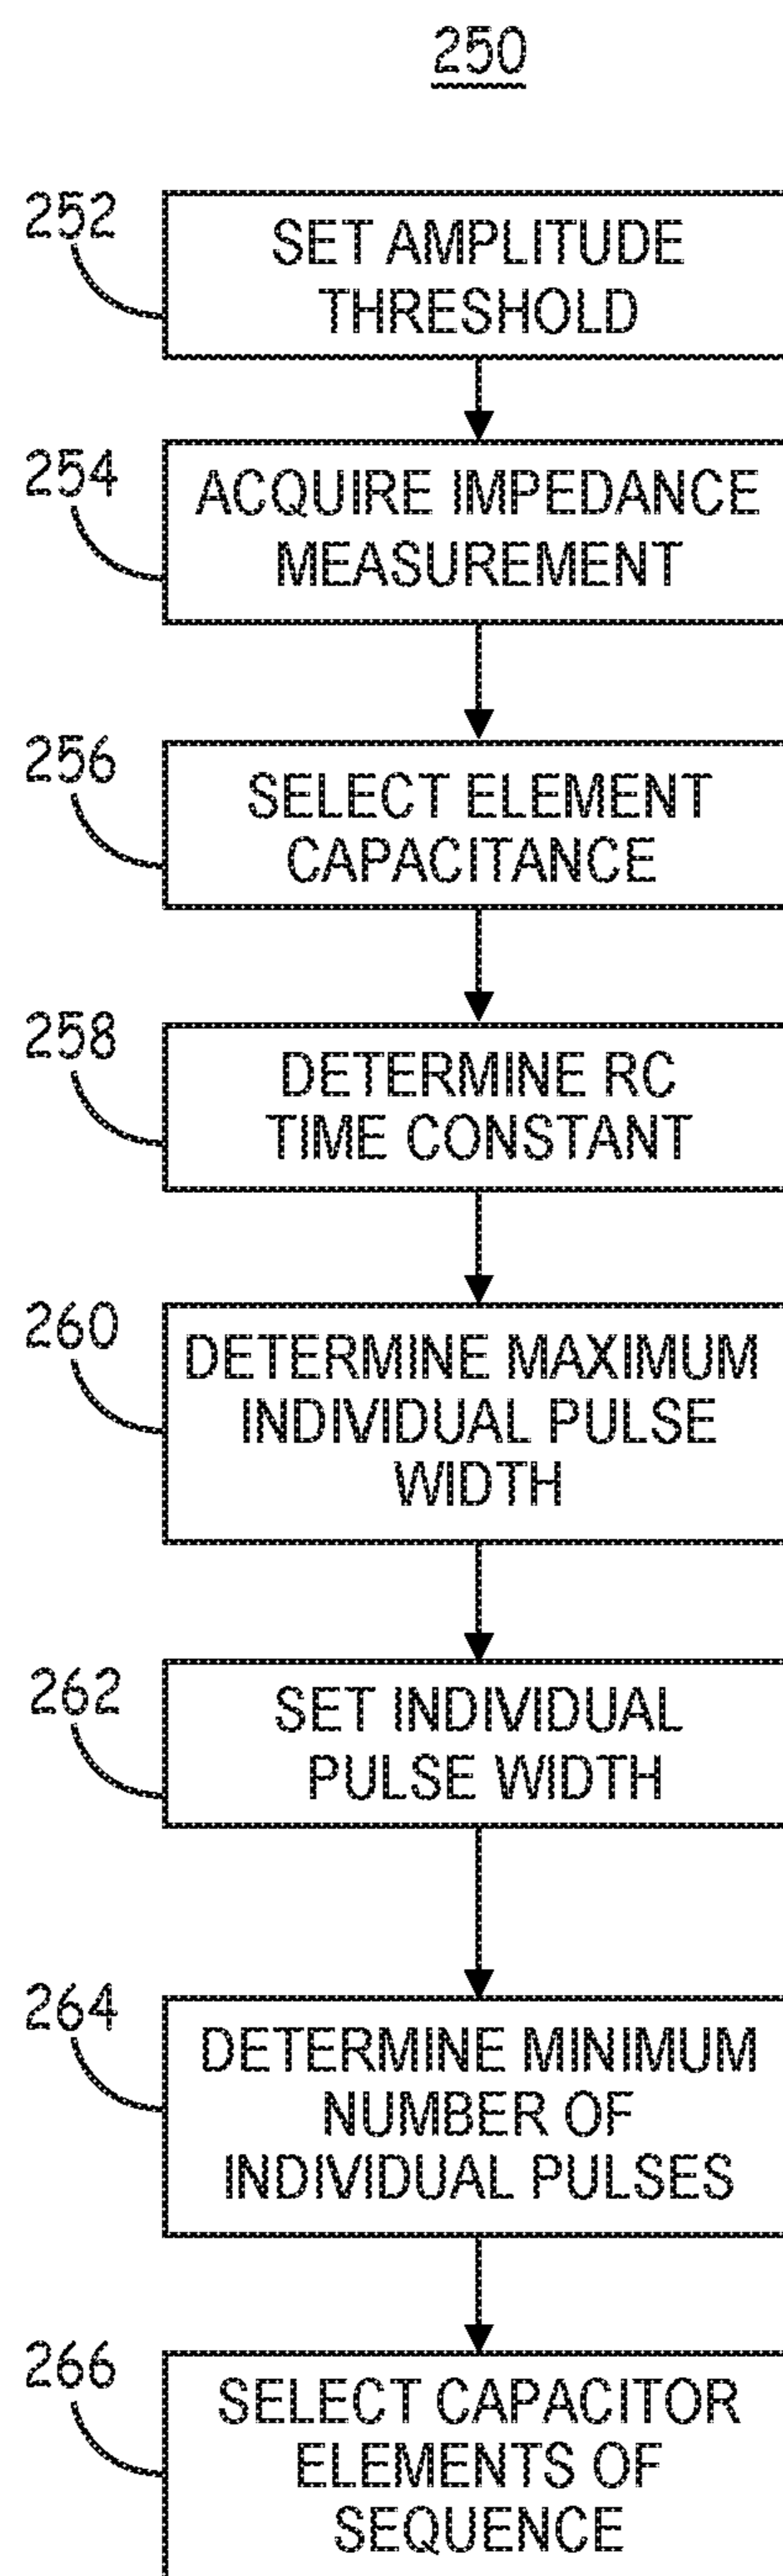 250
252
SET AMPLITUDE
THRESHOLD
254
ACQUIRE IMPEDANCE
MEASUREMENT
256
SELECT ELEMENT
CAPACITANCE
258
DETERMINE RC
TIME CONSTANT
260
DETERMINE MAXIMUM
INDIVIDUAL PULSE
WIDTH
262
SET INDIVIDUAL
PULSE WIDTH
264
DETERMINE MINIMUM
NUMBER OF
INDIVIDUAL PULSES
266
SELECT CAPACITOR
ELEMENTS OF
SEQUENCE